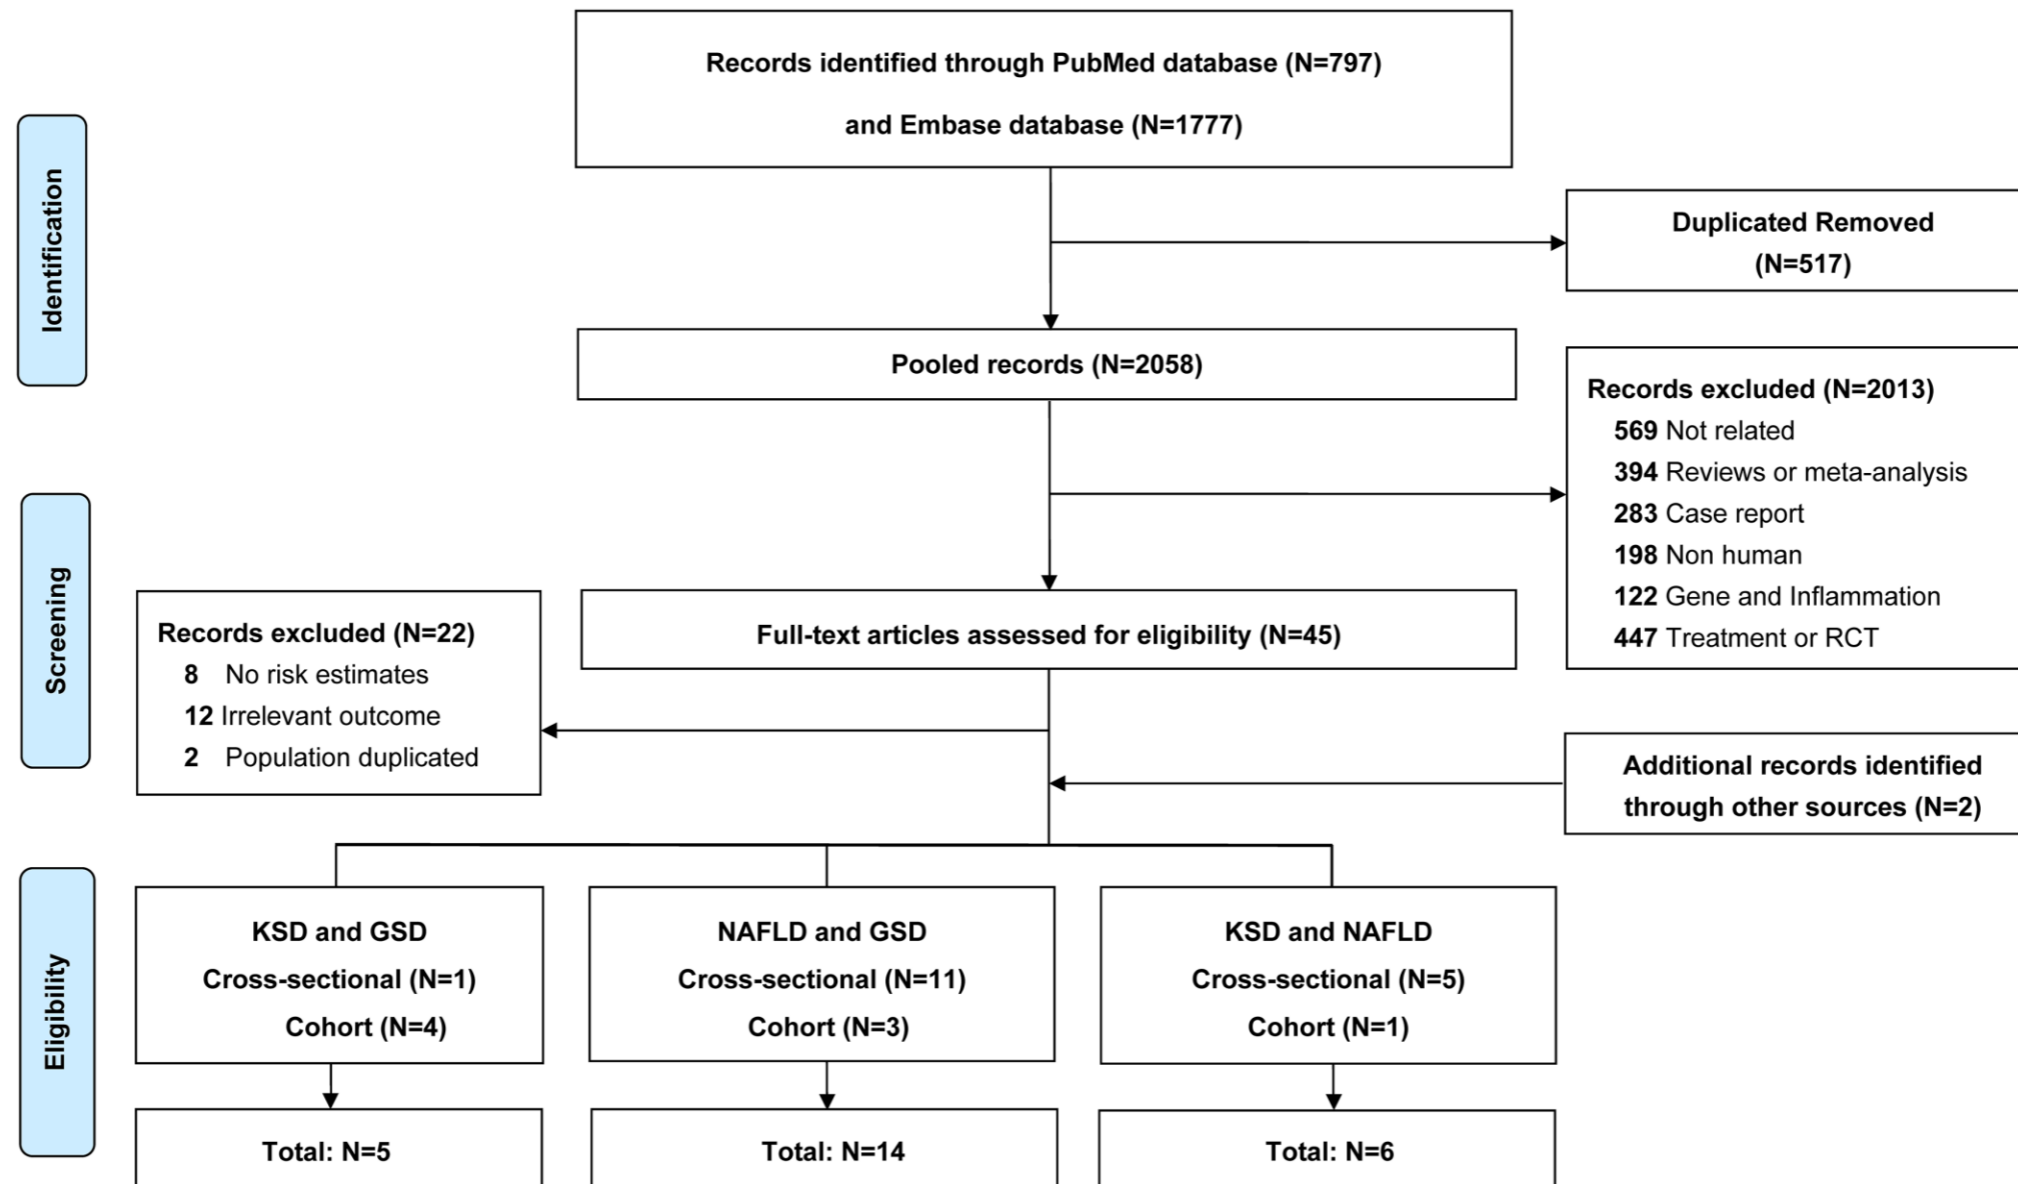 Records identified through PubMed database (N=797)
and Embase database (N=1777)
Identification
Duplicated Removed
(N=517)
Pooled records (N=2058)
Records excluded (N=2013)
569 Not related
394 Reviews or meta-analysis
283 Case report
198 Non human
122 Gene and Inflammation
447 Treatment or RCT
Screening
Full-text articles assessed for eligibility (N=45)
Records excluded (N=22)
8 No risk estimates
12 Irrelevant outcome
2 Population duplicated
Additional records identified
through other sources (N=2)
Eligibility
KSD and GSD
Cross-sectional (N=1)
Cohort (N=4)
NAFLD and GSD
Cross-sectional (N=11)
Cohort (N=3)
KSD and NAFLD
Cross-sectional (N=5)
Cohort (N=1)
Total: N=5
Total: N=14
Total: N=6